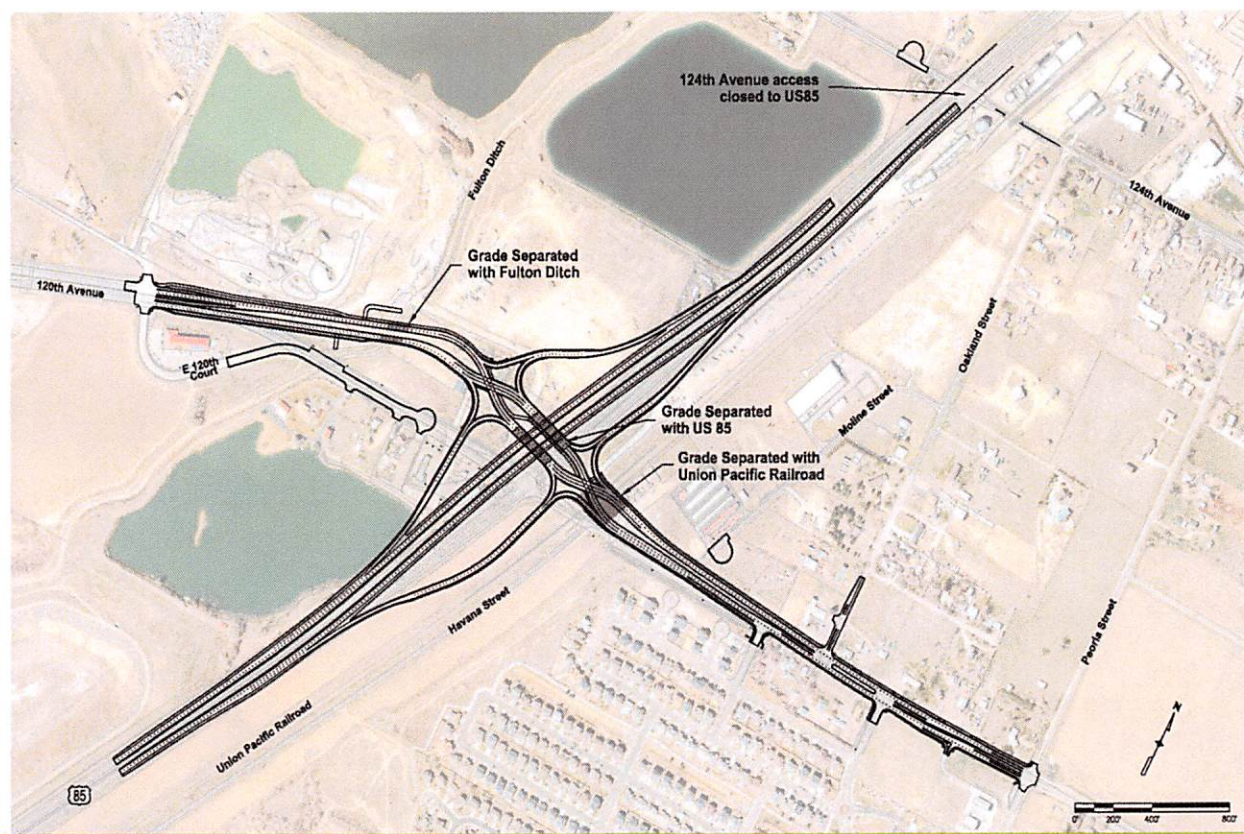 124th Avenue access
closed to US85
Fulton Ditch
124th Avenue
Grade Separated
with Fulton Ditch
120th Avenue
E 120th
Court
Oakland Street
Moline Street
Grade Separated
with US 85
Grade Separated with
Union Pacific Railroad
Havana Street
Peoria Street
Union Pacific Railroad
N
85
0' 200' 400' 800'